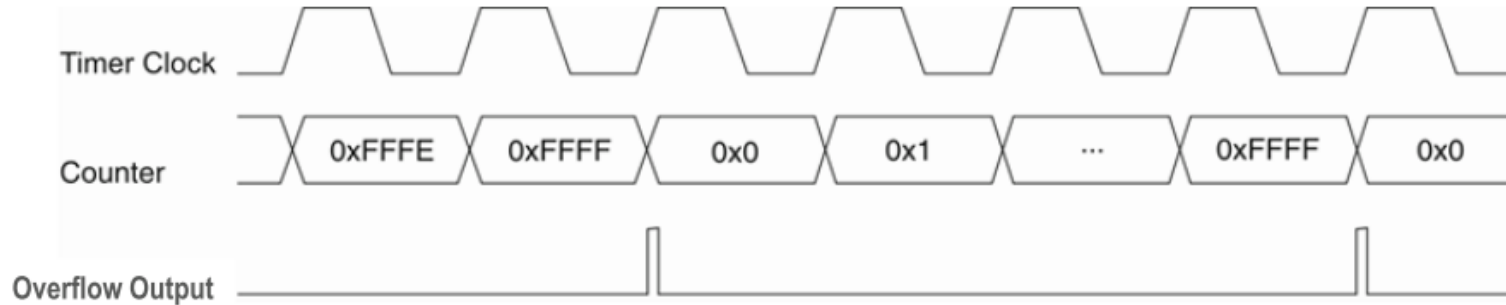 Timer Clock
Counter
0xFFFE 0xFFFF 0x0 0x1 ... 0xFFFF 0x0
Overflow Output